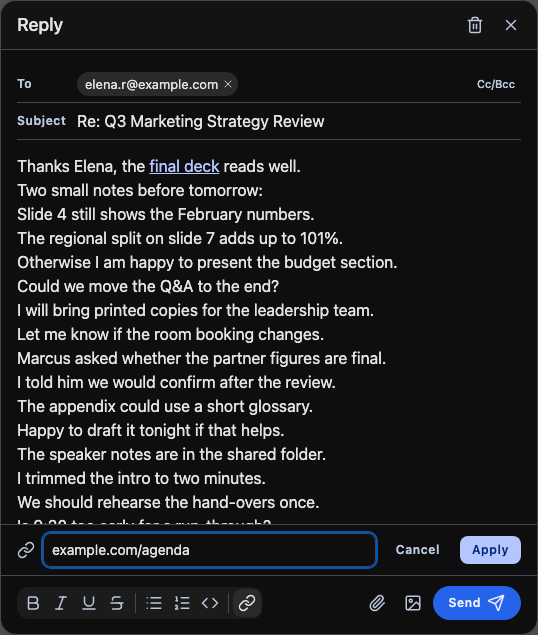 Reply
To elena.r@example.com Cc/Bcc
Subject Re: Q3 Marketing Strategy Review
Thanks Elena, the final deck reads well.
Two small notes before tomorrow:
Slide 4 still shows the February numbers.
The regional split on slide 7 adds up to 101%.
Otherwise I am happy to present the budget section.
Could we move the Q&A to the end?
I will bring printed copies for the leadership team.
Let me know if the room booking changes.
Marcus asked whether the partner figures are final.
I told him we would confirm after the review.
The appendix could use a short glossary.
Happy to draft it tonight if that helps.
The speaker notes are in the shared folder.
I trimmed the intro to two minutes.
We should rehearse the hand-overs once.
example.com/agenda Cancel Apply
B I U S Send